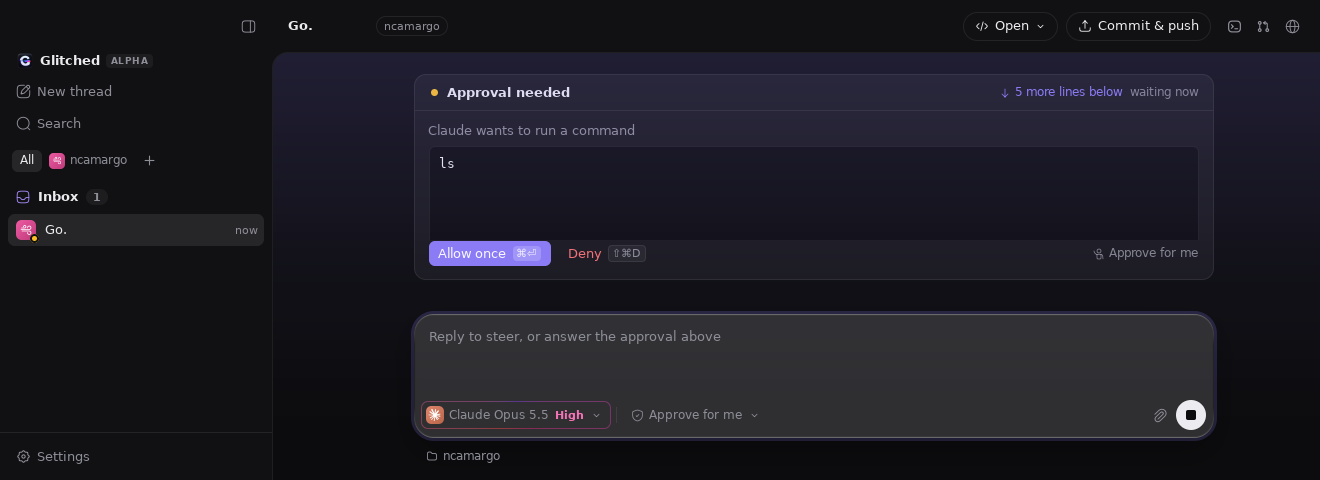 Go.
ncamargo
Open
Commit & push
Glitched ALPHA
New thread
Search
All
ncamargo
Inbox 1
Go. now
Settings
Approval needed
5 more lines below waiting now
Claude wants to run a command
ls
Allow once ⌘⏎
Deny ⇧⌘D
Approve for me
Reply to steer, or answer the approval above
Claude Opus 5.5 High
Approve for me
ncamargo